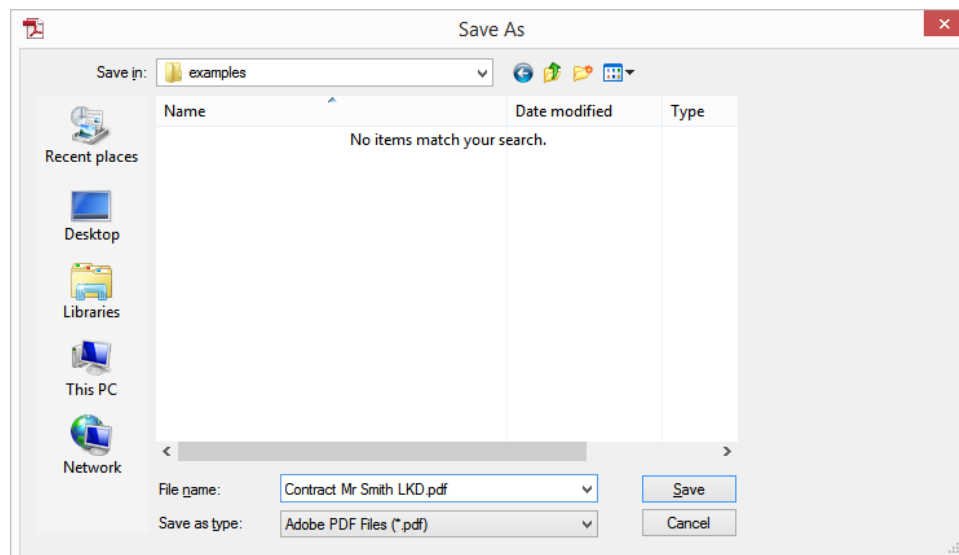 Save As
Save in: examples
Name Date modified Type
No items match your search.
Recent places
Desktop
Libraries
This PC
Network
File name: Contract Mr Smith LKD.pdf Save
Save as type: Adobe PDF Files (*.pdf) Cancel